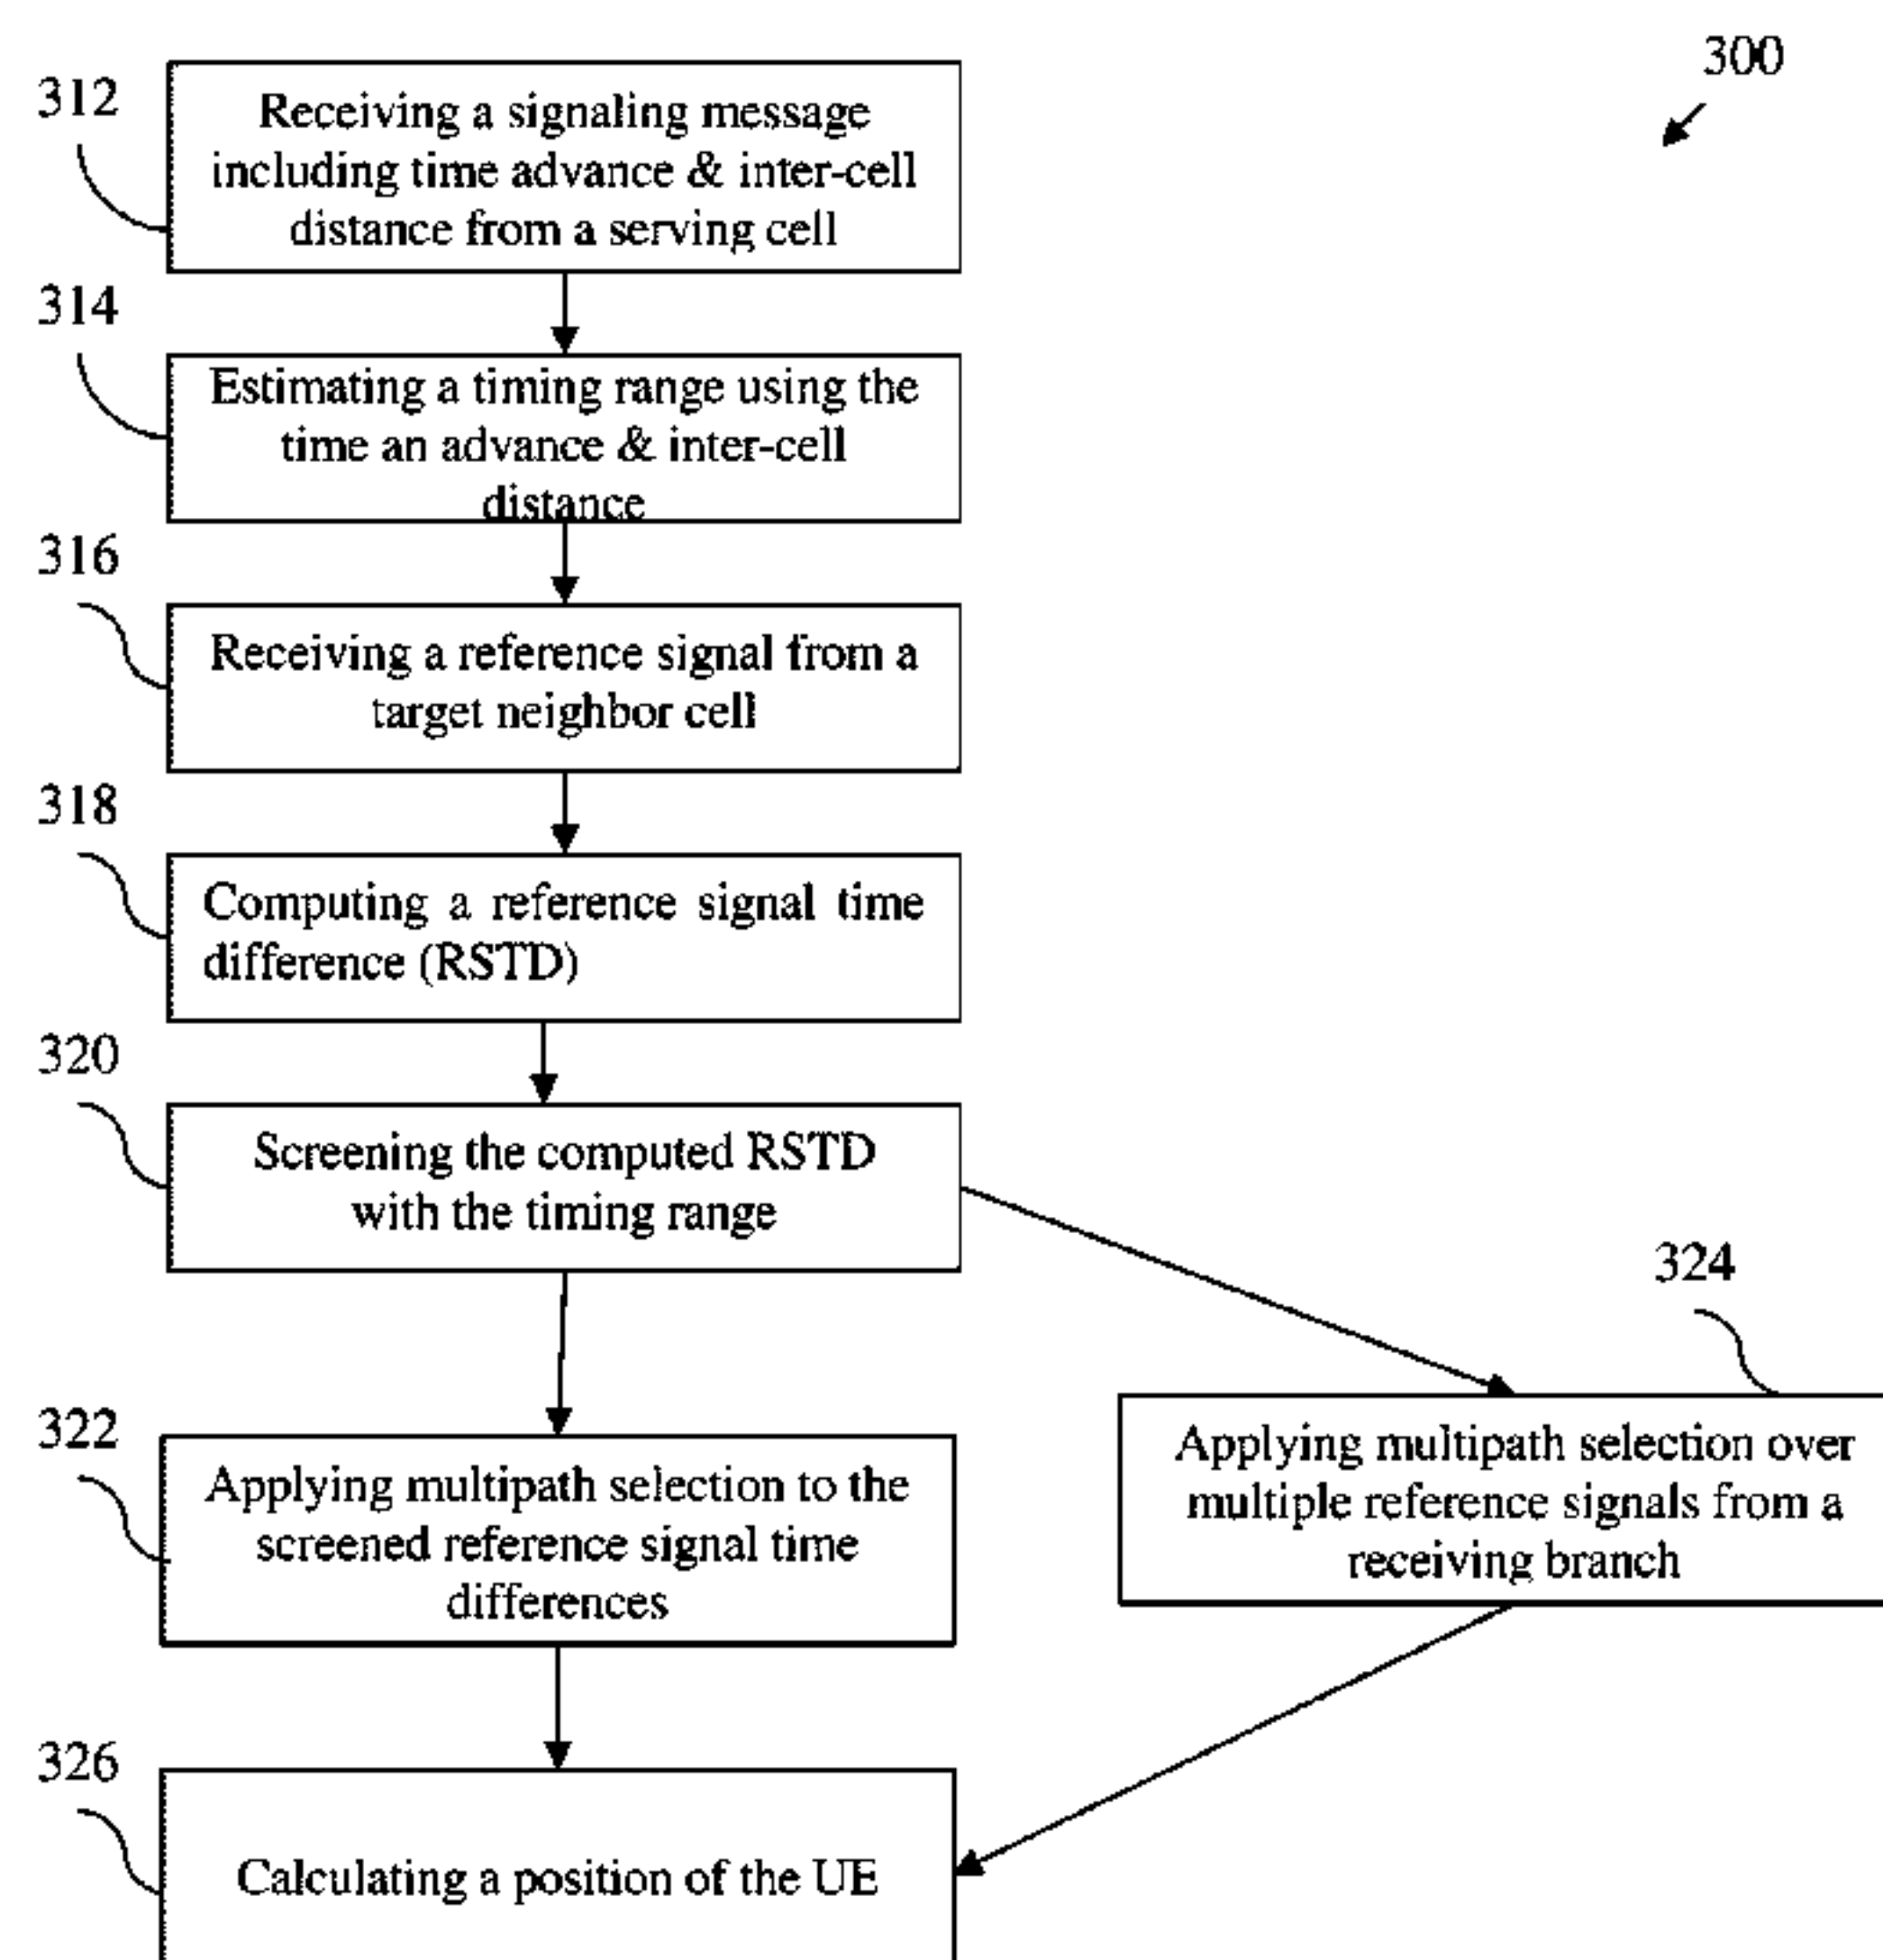 300
312
Receiving a signaling message
including time advance & inter-cell
distance from a serving cell
314
Estimating a timing range using the
time an advance & inter-cell
distance
316
Receiving a reference signal from a
target neighbor cell
318
Computing a reference signal time
difference (RSTD)
320
Screening the computed RSTD
with the timing range
324
Applying multipath selection over
multiple reference signals from a
receiving branch
322
Applying multipath selection to the
screened reference signal time
differences
326
Calculating a position of the UE